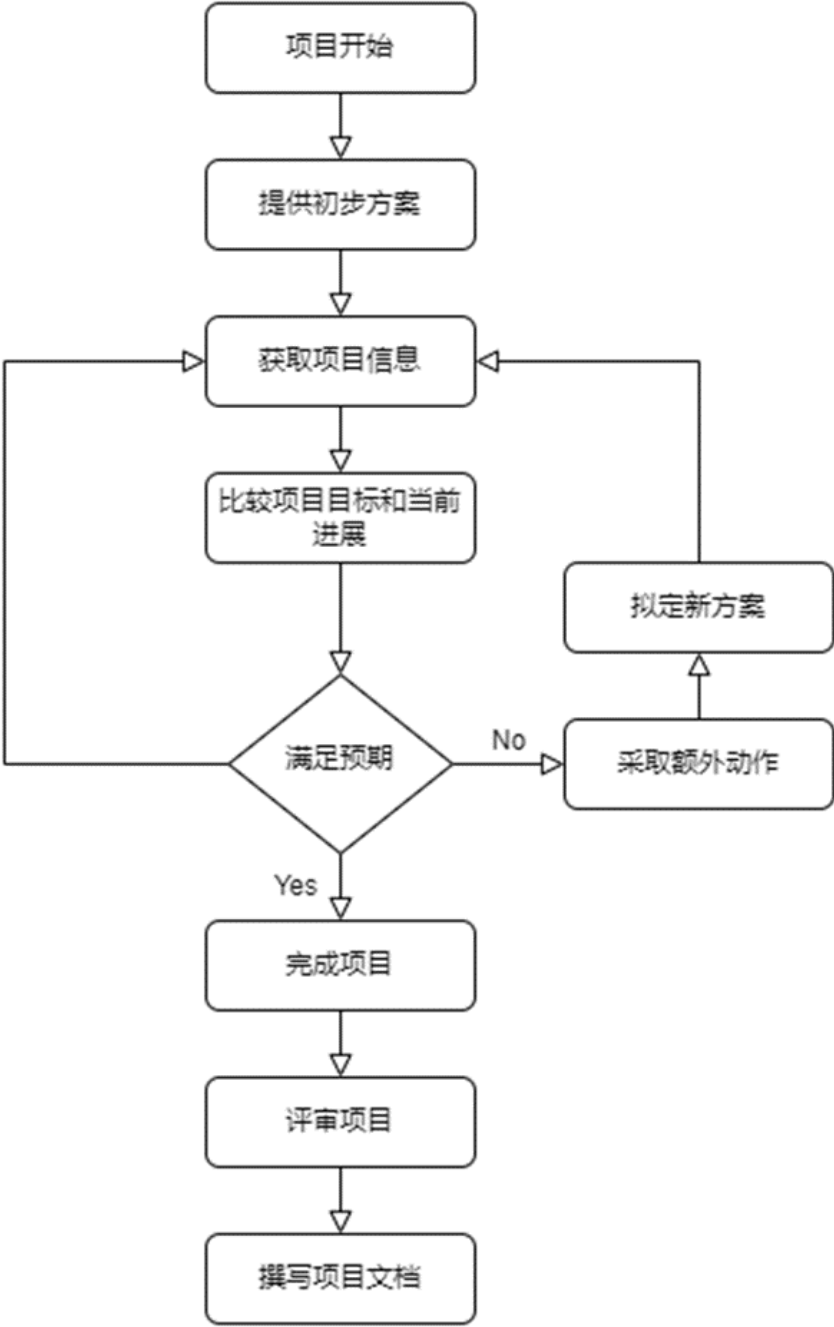 项目开始
提供初步方案
获取项目信息
比较项目目标和当前
进展
拟定新方案
满足预期
No
采取额外动作
Yes
完成项目
评审项目
撰写项目文档